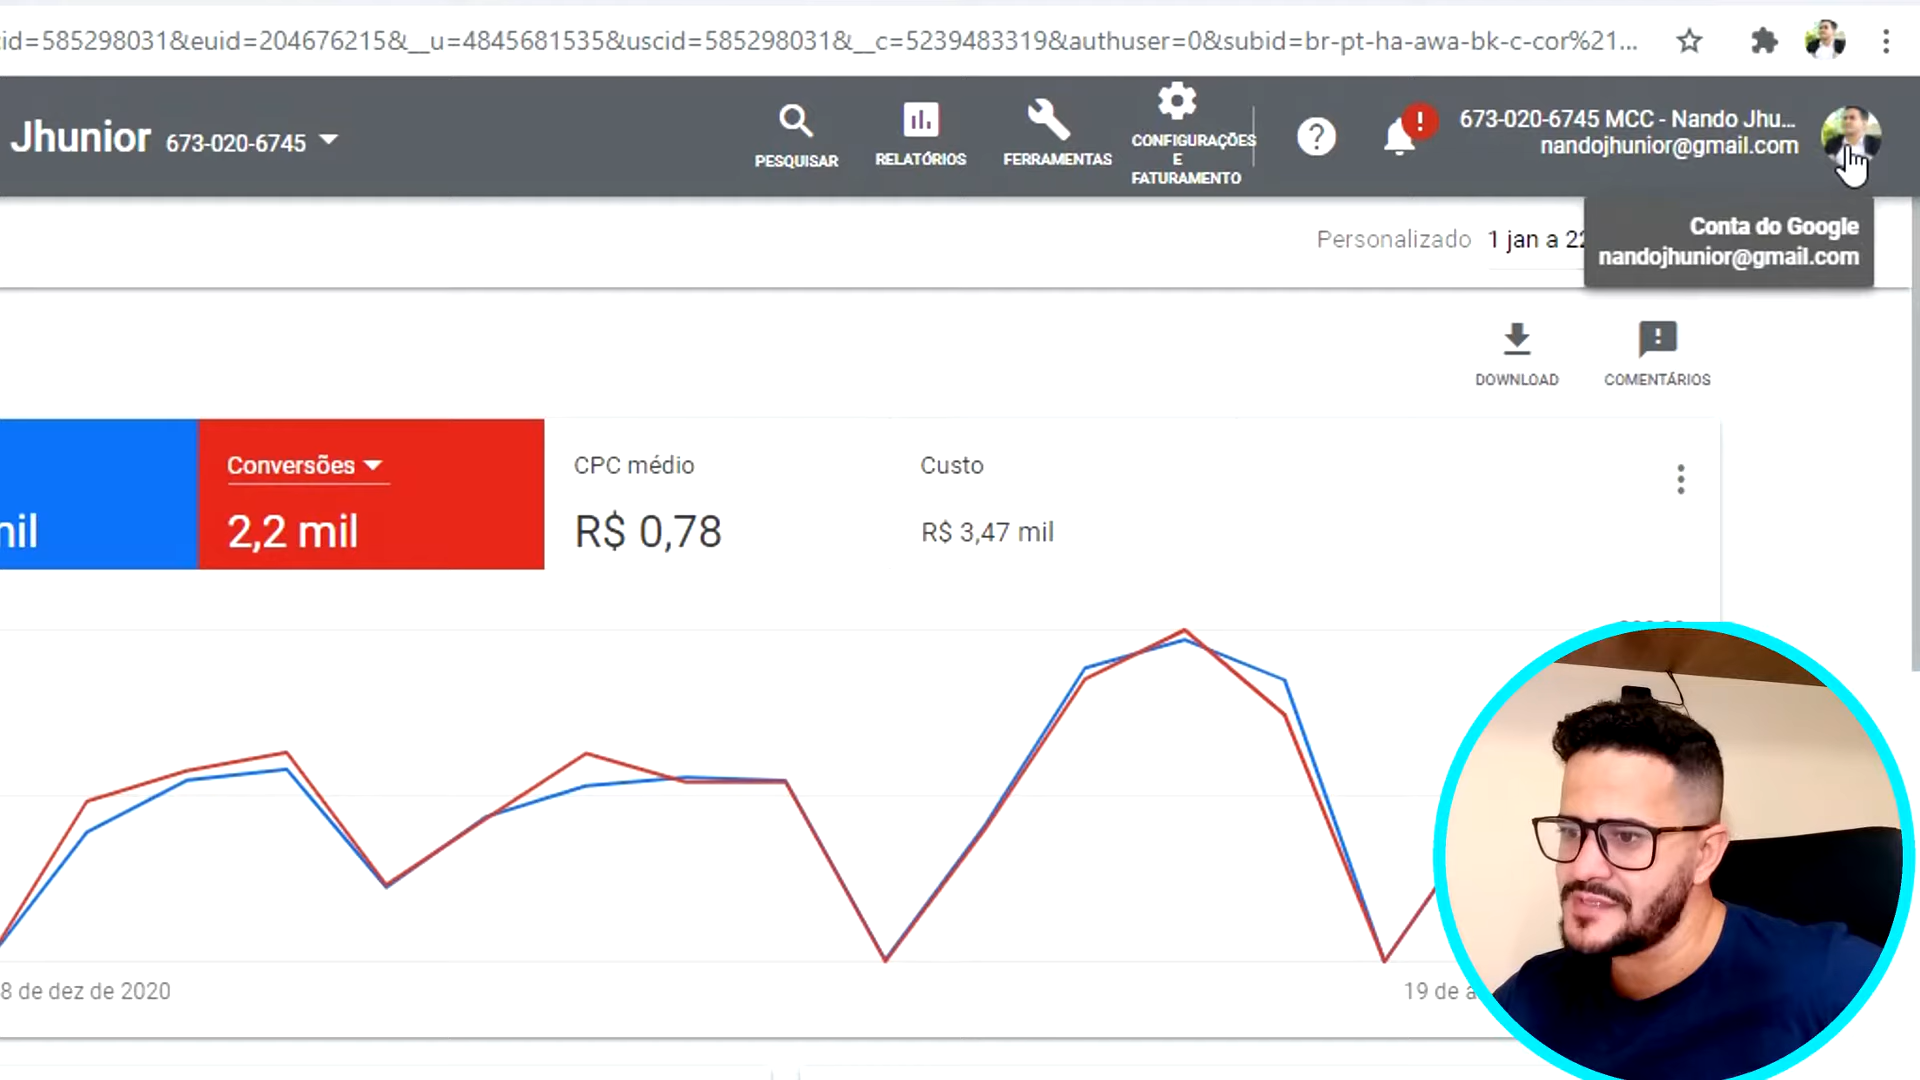 cid=585298031&euid=204676215&__u=4845681535&uscid=585298031&__c=5239483319&authuser=0&subid=br-pt-ha-awa-bk-c-cor%21...
Jhunior 673-020-6745
PESQUISAR
RELATÓRIOS
FERRAMENTAS
CONFIGURAÇÕES
E
FATURAMENTO
673-020-6745 MCC - Nando Jhu...
nandojhunior@gmail.com
Conta do Google
nandojhunior@gmail.com
Personalizado 1 jan a 22
DOWNLOAD
COMENTÁRIOS
Conversões
2,2 mil
CPC médio
R$ 0,78
Custo
R$ 3,47 mil
mil
8 de dez de 2020
19 de a